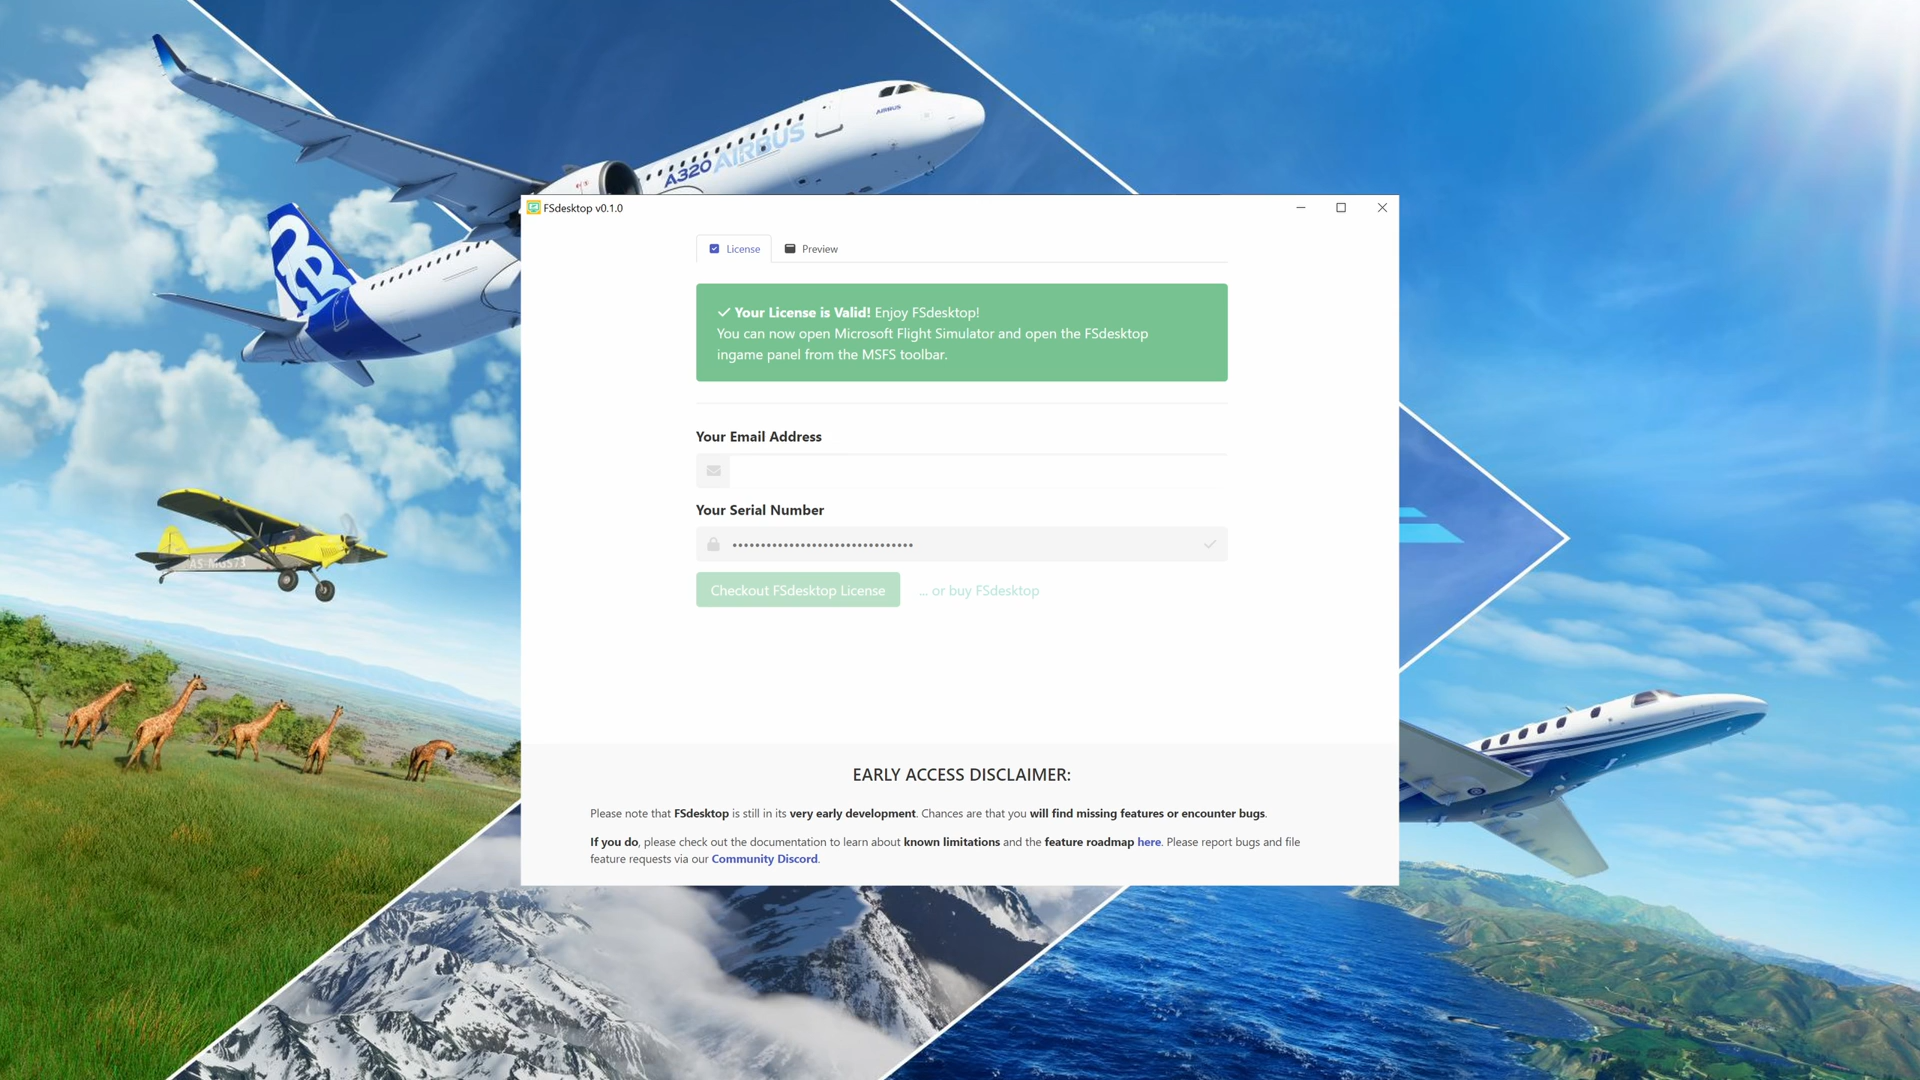 AIRBUS
A320 AIRBUS
FSdesktop v0.1.0
License
Preview
Your License is Valid! Enjoy FSdesktop!
You can now open Microsoft Flight Simulator and open the FSdesktop
ingame panel from the MSFS toolbar.
Your Email Address
Your Serial Number
••••••••••••••••••••••••••••••••
Checkout FSdesktop License
... or buy FSdesktop
AS MGS73
EARLY ACCESS DISCLAIMER:
Please note that FSdesktop is still in its very early development. Chances are that you will find missing features or encounter bugs.
If you do, please check out the documentation to learn about known limitations and the feature roadmap here. Please report bugs and file
feature requests via our Community Discord.